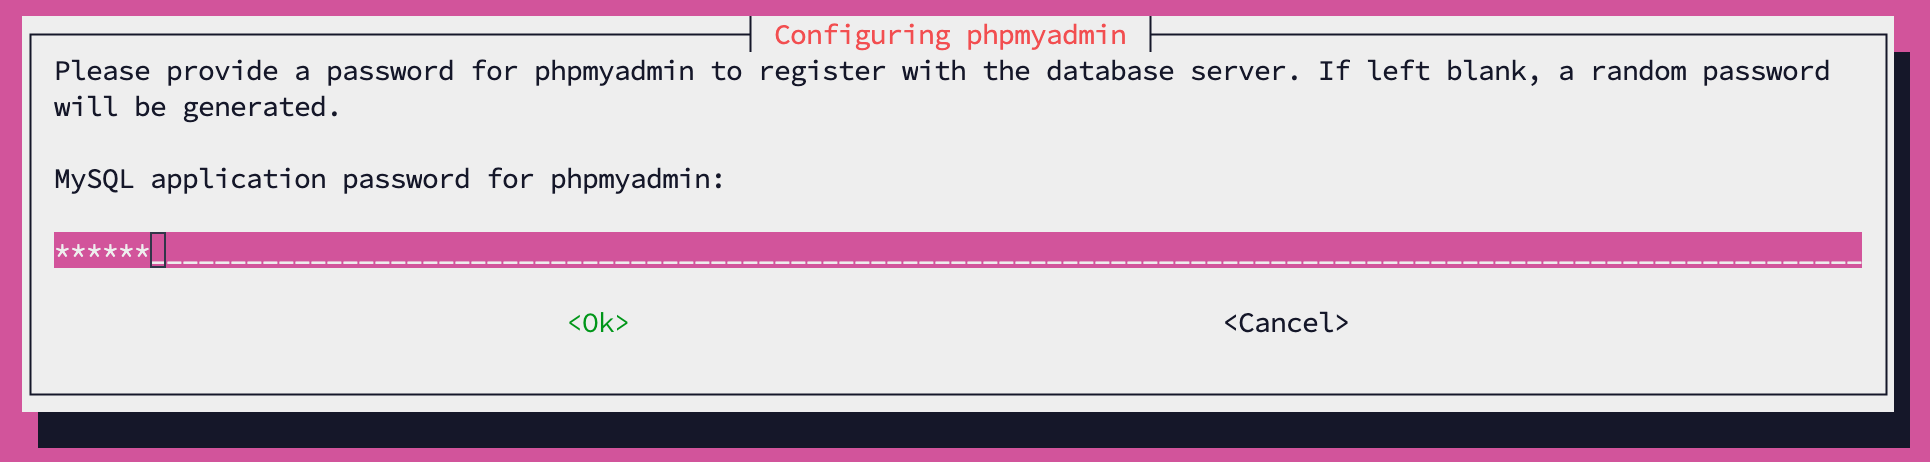 Configuring phpmyadmin
Please provide a password for phpmyadmin to register with the database server. If left blank, a random password
will be generated.
MySQL application password for phpmyadmin:
******_________________________________________________________________________________________________________
<Ok> <Cancel>